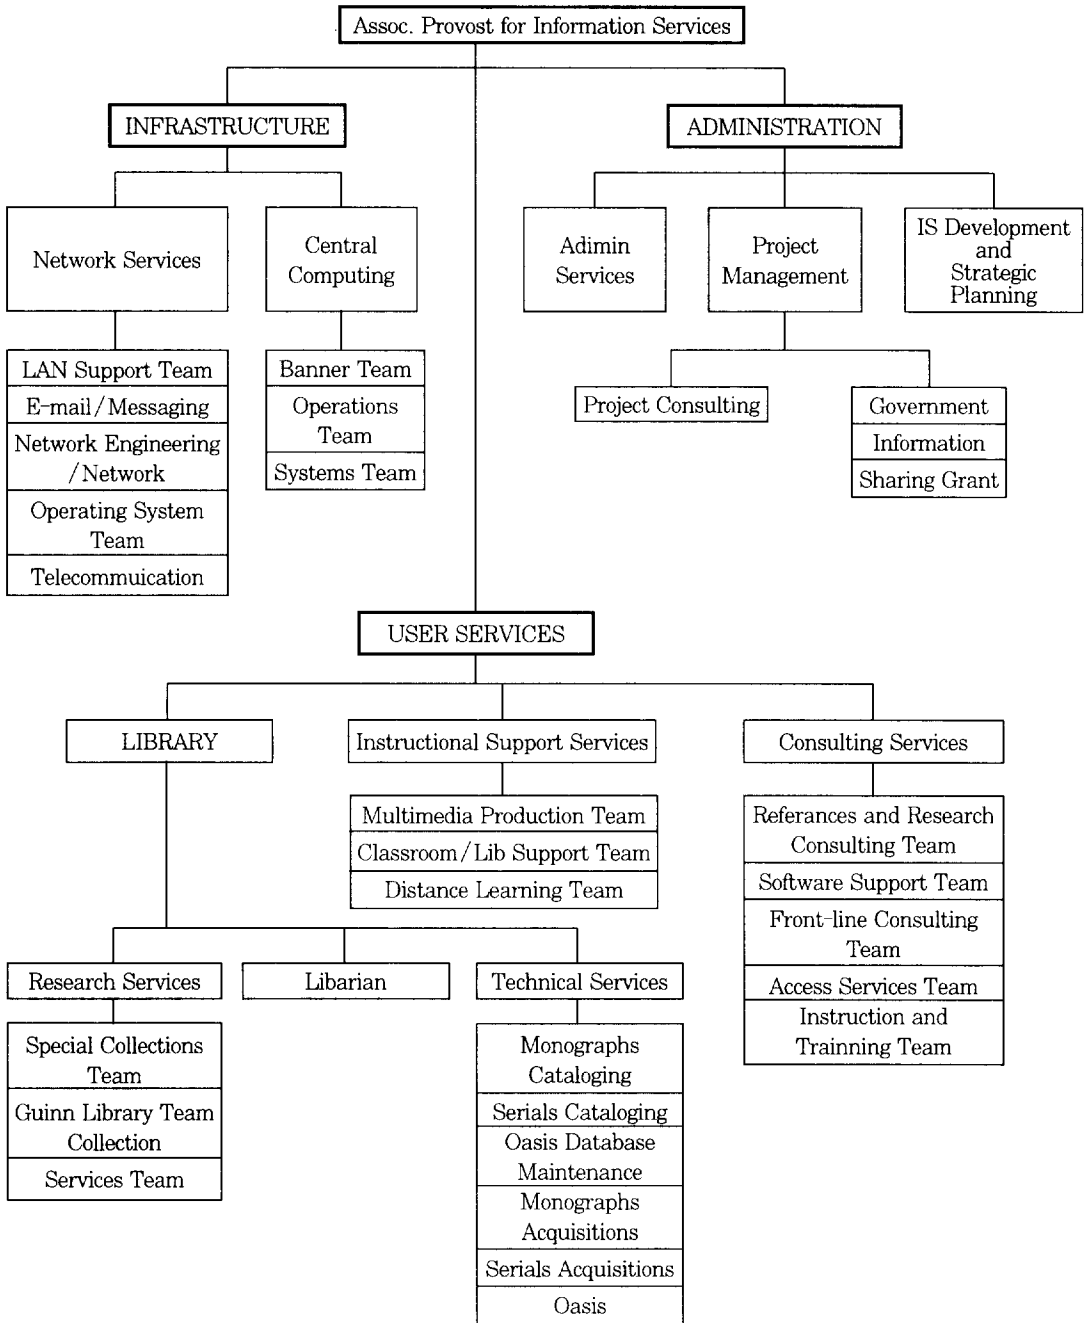 Assoc. Provost for Information Services
INFRASTRUCTURE
ADMINISTRATION
Network Services
Central
Computing
Adimin
Services
Project
Management
IS Development
and
Strategic
Planning
LAN Support Team
E-mail/Messaging
Network Engineering
/Network
Operating System
Team
Telecommuication
Banner Team
Operations
Team
Systems Team
Project Consulting
Government
Information
Sharing Grant
USER SERVICES
LIBRARY
Instructional Support Services
Consulting Services
Multimedia Production Team
Classroom/Lib Support Team
Distance Learning Team
Referances and Research
Consulting Team
Software Support Team
Front-line Consulting
Team
Access Services Team
Instruction and
Trainning Team
Research Services
Libarian
Technical Services
Special Collections
Team
Guinn Library Team
Collection
Services Team
Monographs
Cataloging
Serials Cataloging
Oasis Database
Maintenance
Monographs
Acquisitions
Serials Acquisitions
Oasis